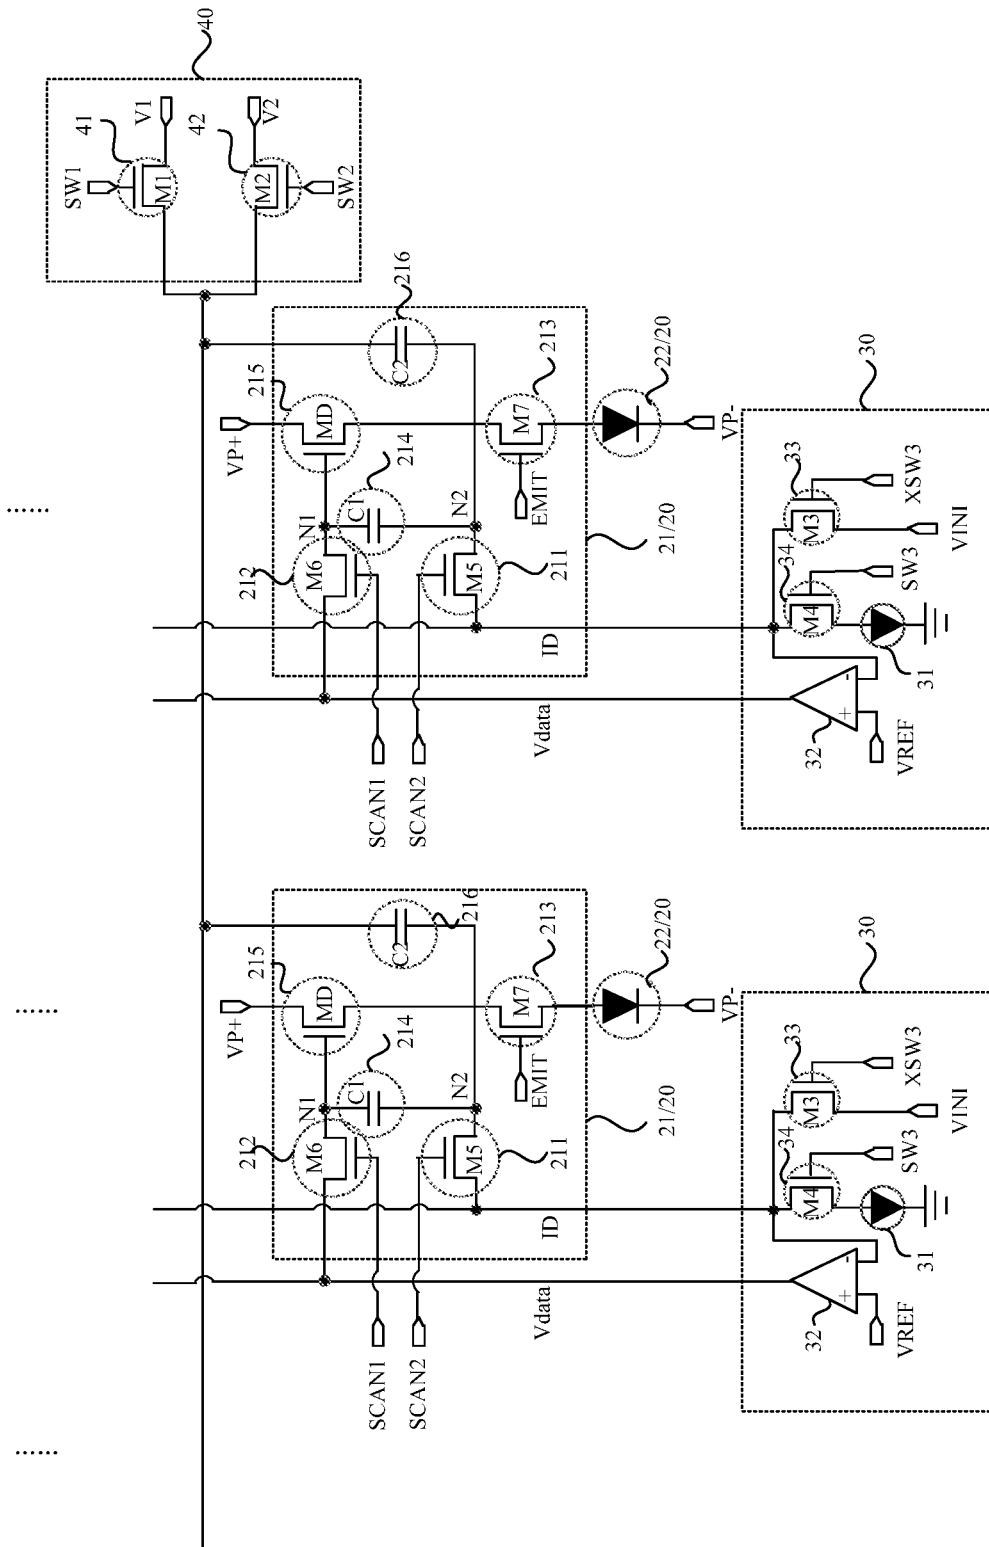 40
41
V1
SW1
M1
42
V2
M2
SW2
216
C2
215
VP+
MD
213
M7
22/20
VP-
214
C1
N1
N2
EMIT
212
M6
M5
211
21/20
ID
Vdata
SCAN1
SCAN2
30
33
XSW3
M3
VINI
34
SW3
M4
31
-
+
32
VREF
......
216
C2
215
VP+
MD
213
M7
22/20
VP-
214
C1
N1
N2
EMIT
212
M6
M5
211
21/20
ID
Vdata
SCAN1
SCAN2
30
33
XSW3
M3
VINI
34
SW3
M4
31
-
+
32
VREF
......
......